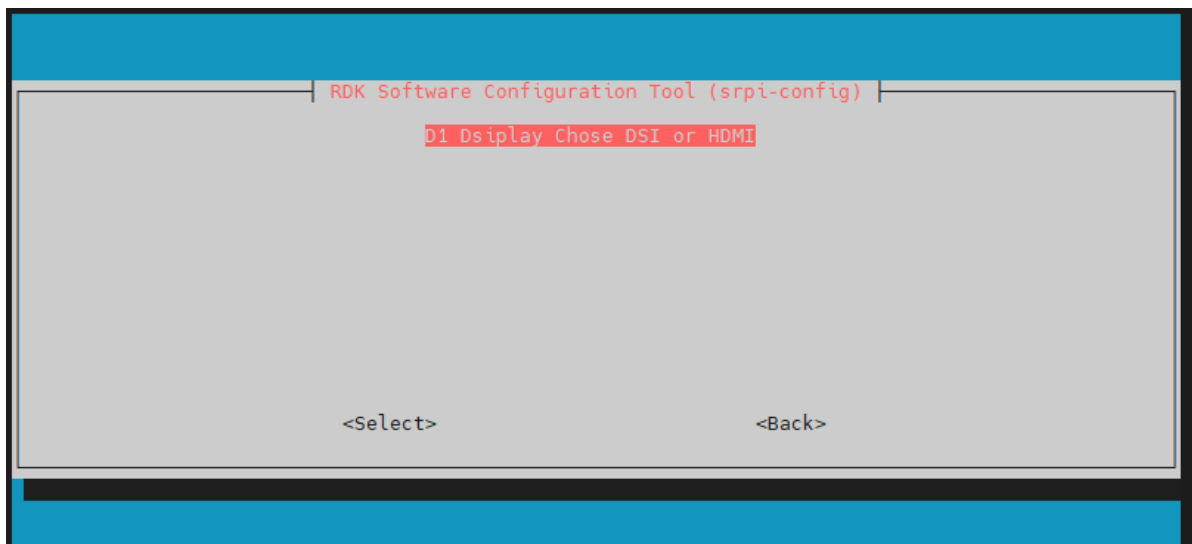 RDK Software Configuration Tool (srpi-config)
D1 Dsiplay Chose DSI or HDMI
<Select> <Back>